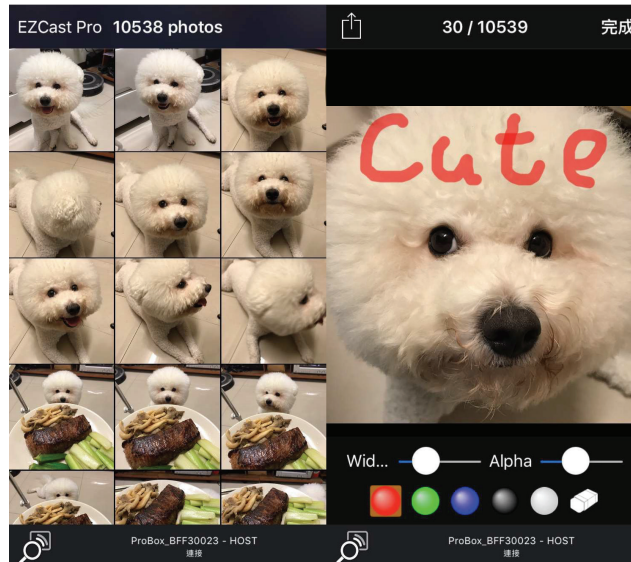 EZCast Pro 10538 photos
ProBox_BFF30023 - HOST
連接
30 / 10539 完成
Cute
Wid... Alpha
ProBox_BFF30023 - HOST
連接